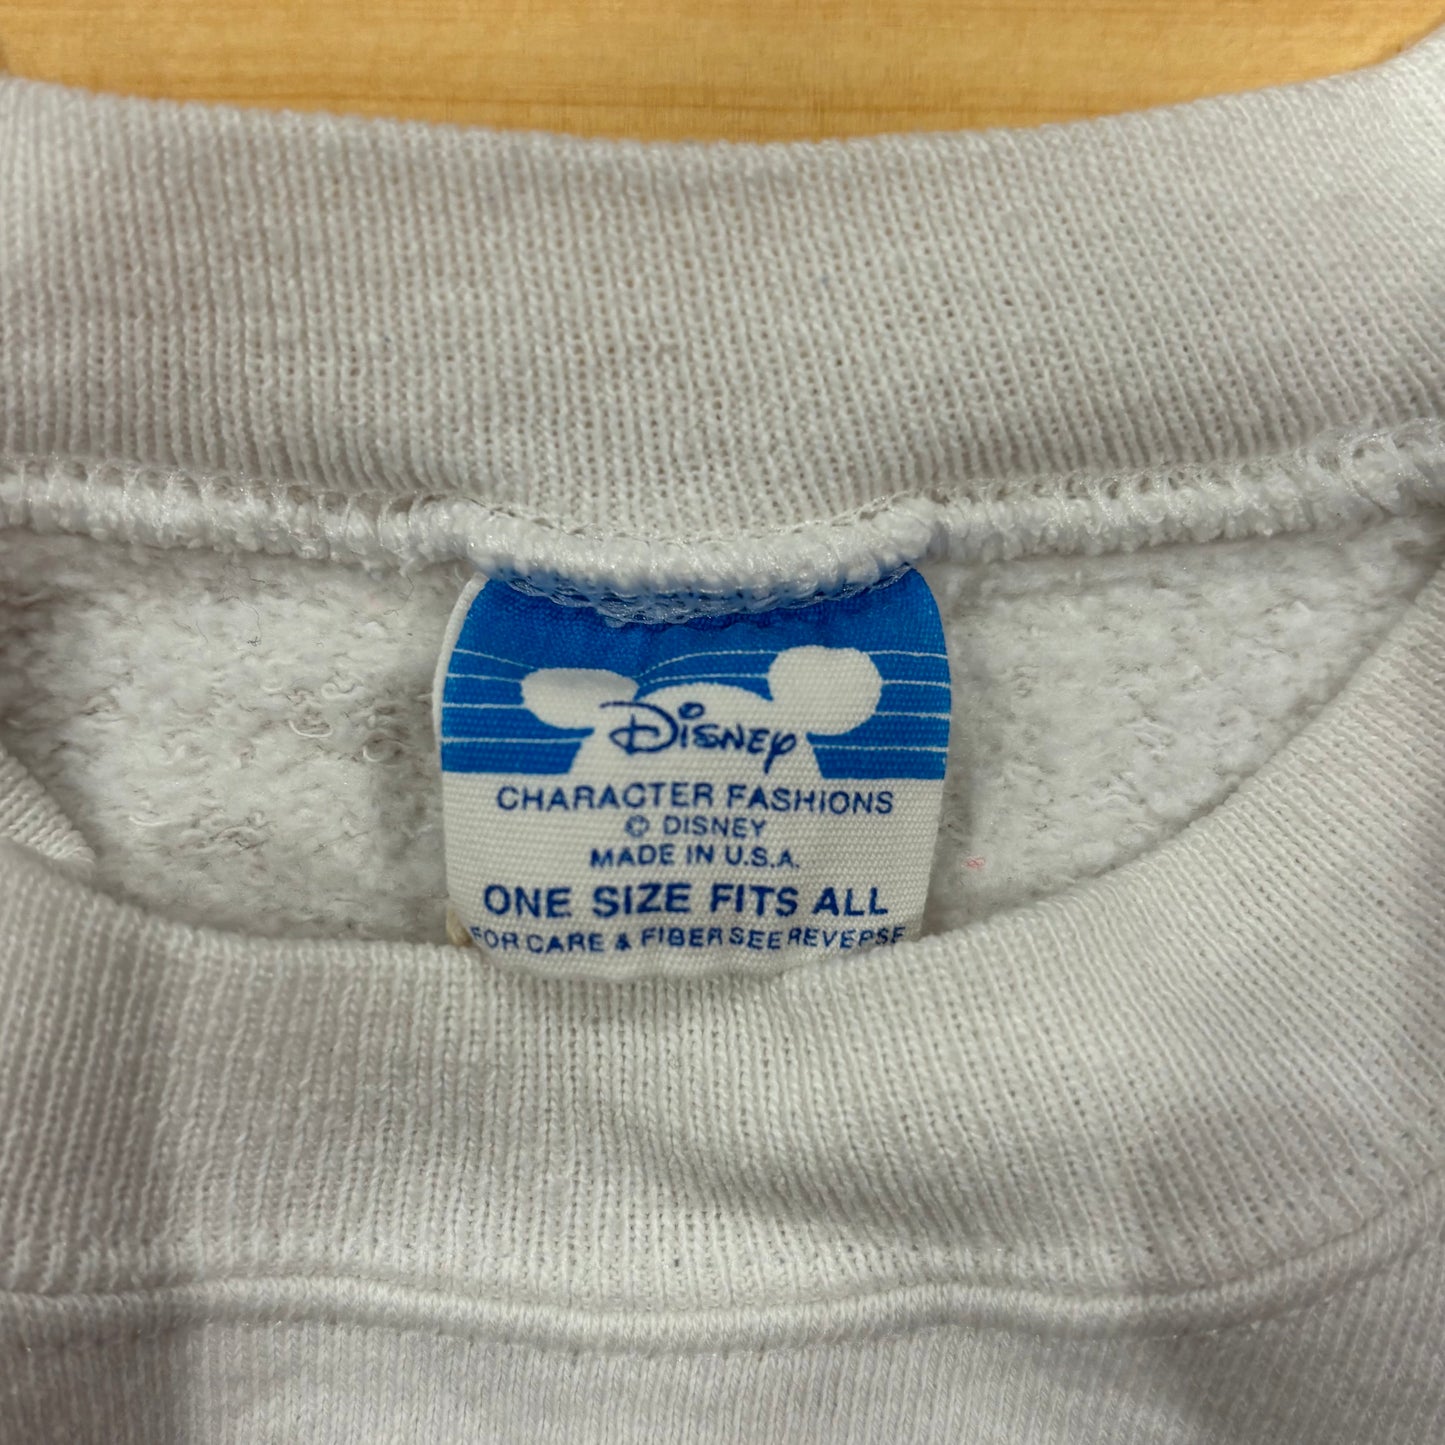 Disney
CHARACTER FASHIONS
© DISNEY
MADE IN U.S.A.
ONE SIZE FITS ALL
FOR CARE & FIBER SEE REVERSE